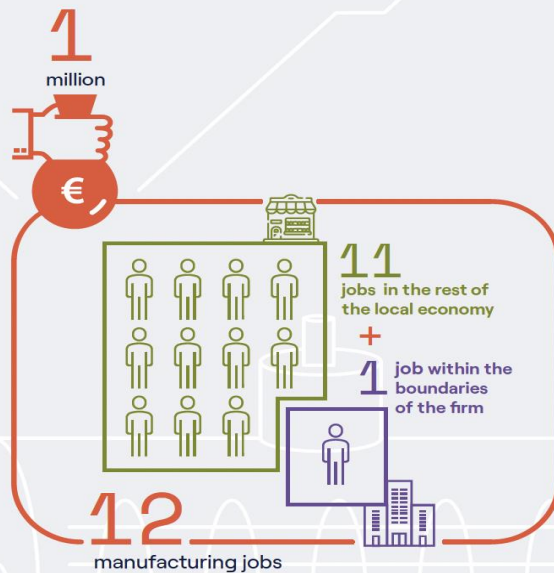 1
million
€
11
jobs in the rest of
the local economy
+
1
job within the
boundaries
of the firm
12
manufacturing jobs